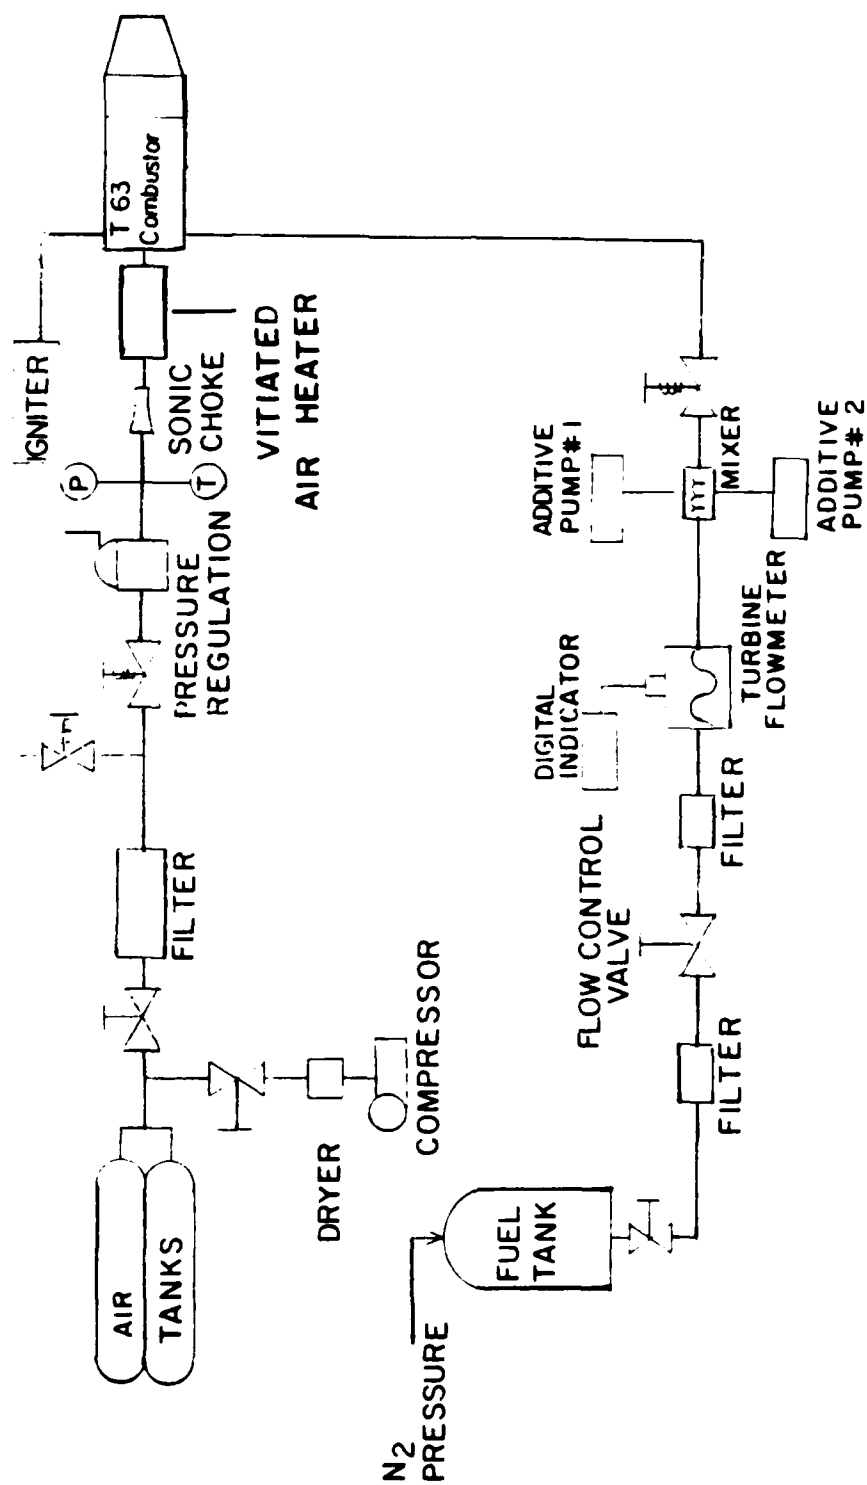 AIR
TANKS
FILTER
PRESSURE
REGULATION
P
T
SONIC
CHOKE
IGNITER
VITIATED
AIR HEATER
T 63
Combustor
DRYER
COMPRESSOR
N2
PRESSURE
FUEL
TANK
FILTER
FLOW CONTROL
VALVE
FILTER
DIGITAL
INDICATOR
TURBINE
FLOWMETER
ADDITIVE
PUMP#1
MIXER
ADDITIVE
PUMP# 2